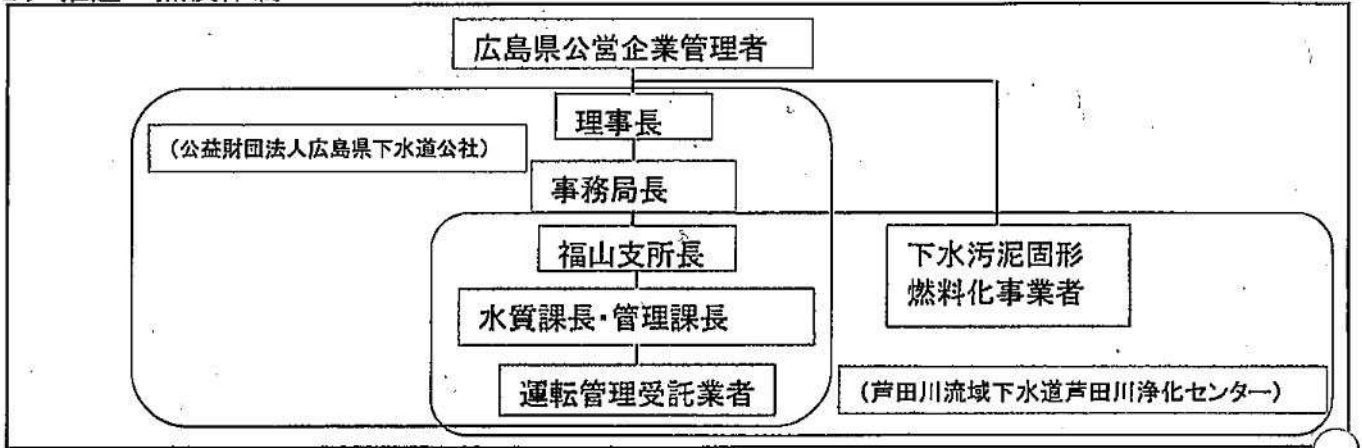 広島県公営企業管理者
理事長
(公益財団法人広島県下水道公社)
事務局長
福山支所長
下水汚泥固形
燃料化事業者
水質課長・管理課長
運転管理受託業者
(芦田川流域下水道芦田川浄化センター)